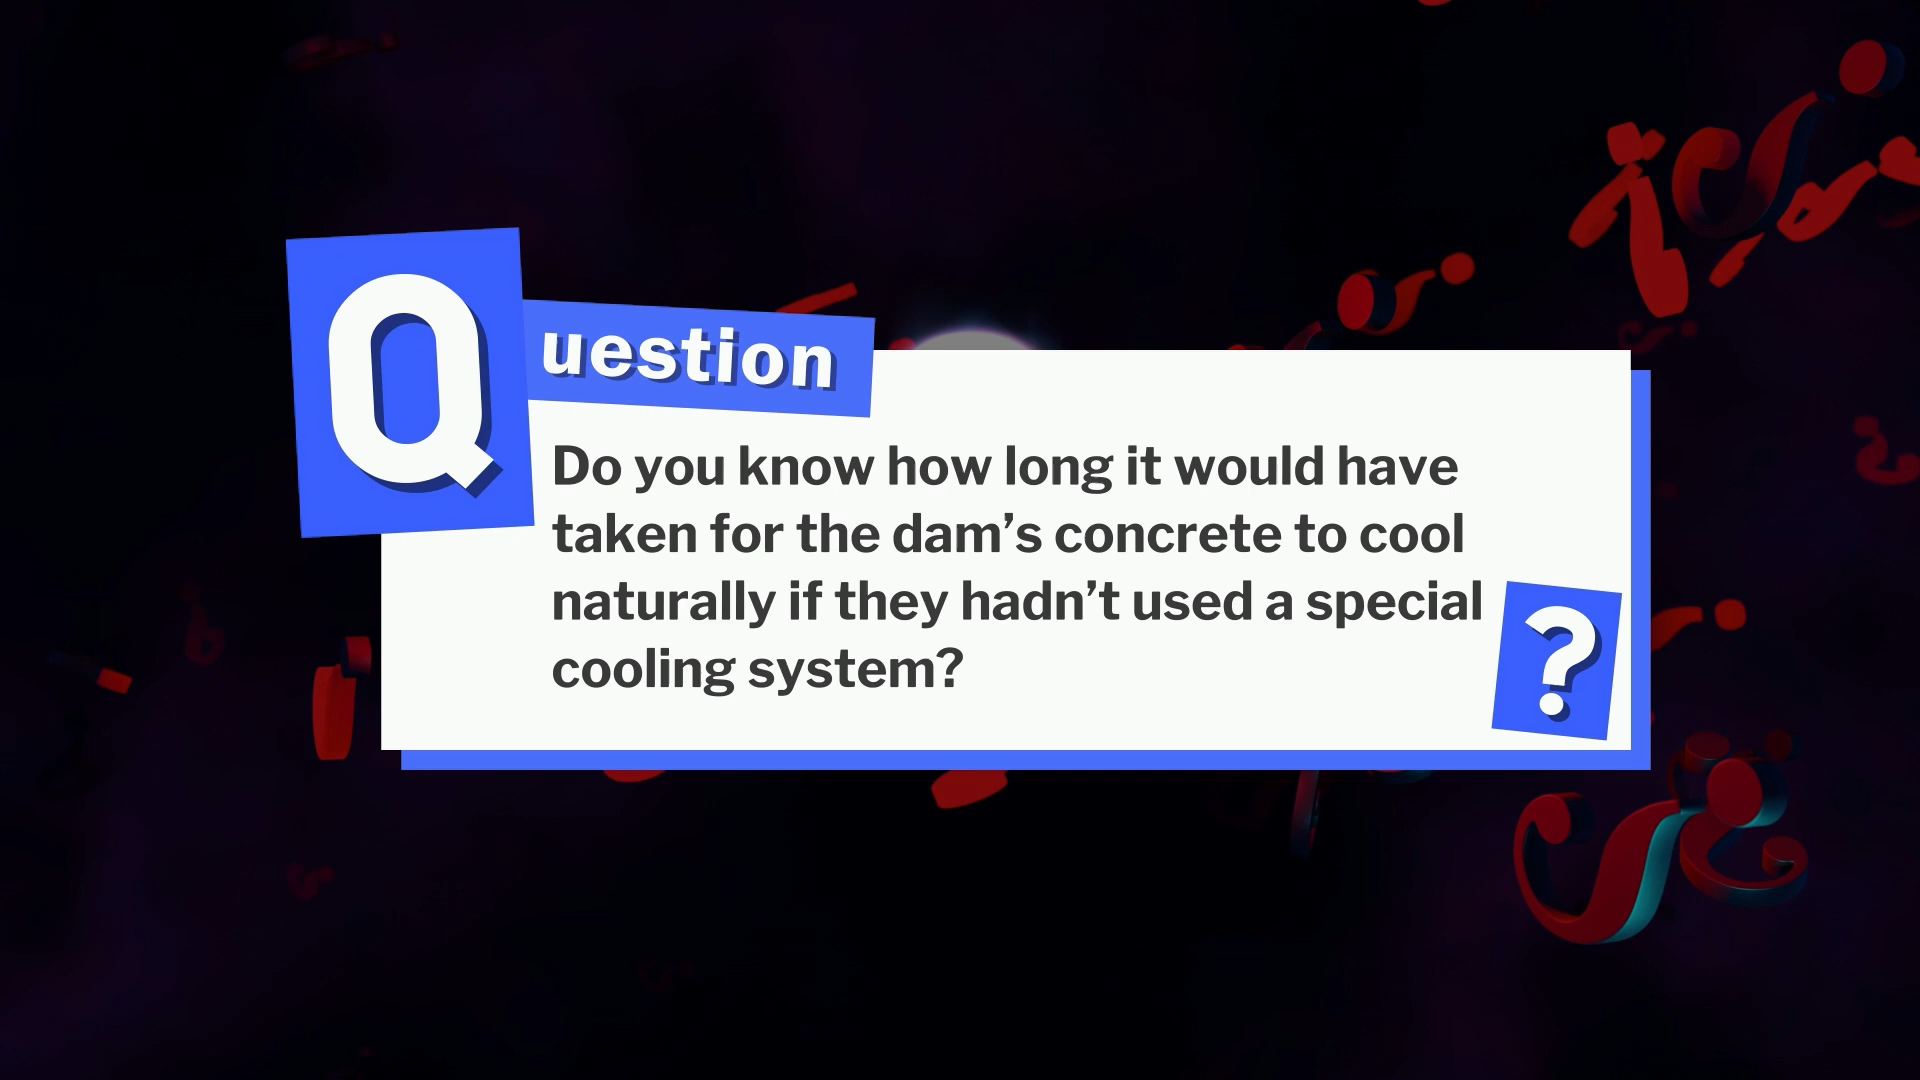 Question
Do you know how long it would have
taken for the dam’s concrete to cool
naturally if they hadn’t used a special
cooling system?
?